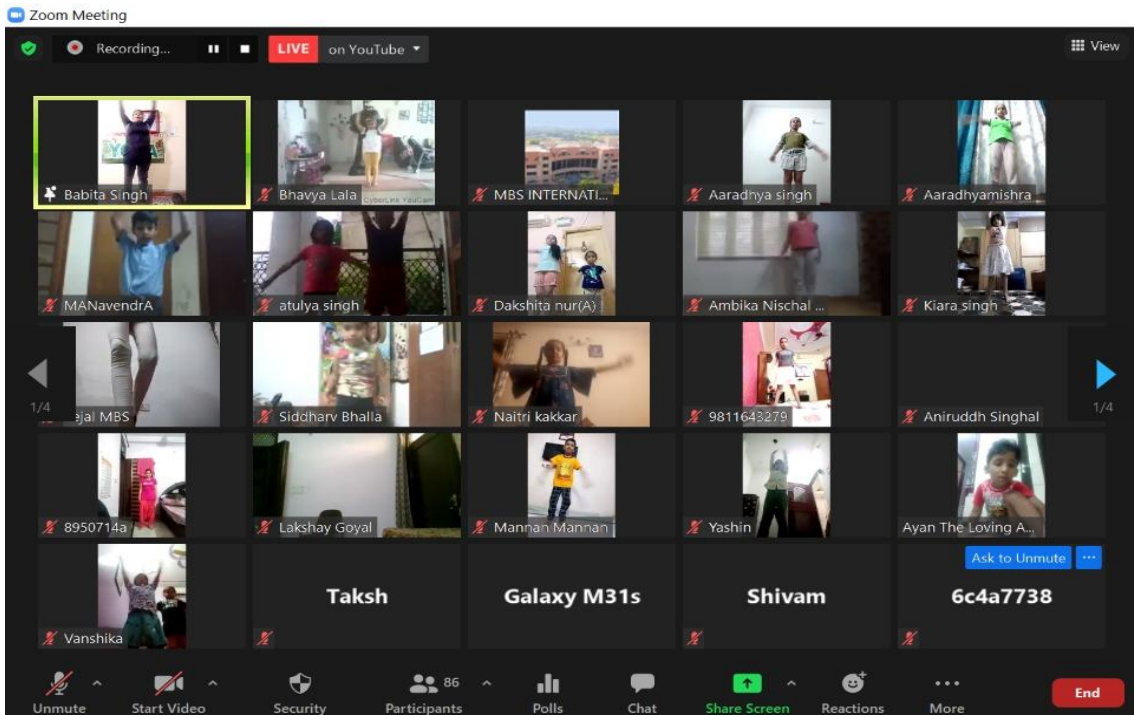 Zoom Meeting
Recording...
LIVE on YouTube
View
Babita Singh
Bhavya Lala
CyberLink YouCam
MBS INTERNATI...
Aaradhya singh
Aaradhyamishra
MANavendrA
atulya singh
Dakshita nur(A)
Ambika Nischal ...
Kiara singh
1/4
ejal MBS
Siddharv Bhalla
Naitri kakkar
9811643279
Aniruddh Singhal
1/4
8950714a
Lakshay Goyal
Mannan Mannan
Yashin
Ayan The Loving A...
Vanshika
Taksh
Galaxy M31s
Shivam
Ask to Unmute ...
6c4a7738
Unmute
Start Video
Security
86
Participants
Polls
Chat
Share Screen
Reactions
More
End